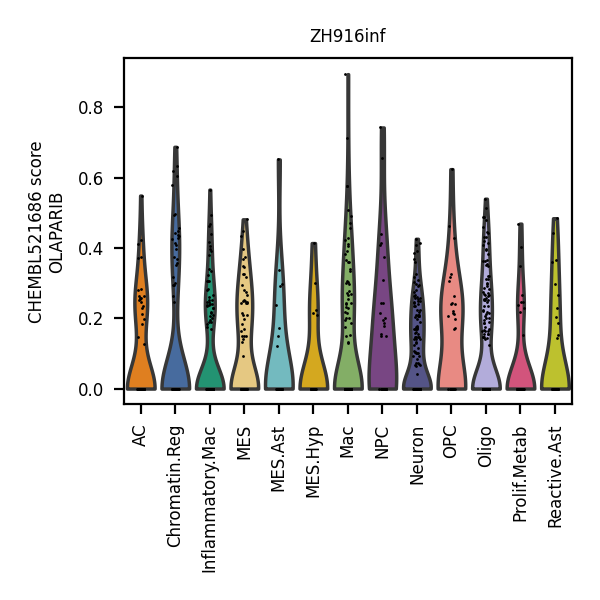 ZH916inf
CHEMBL521686 score
OLAPARIB
0.8
0.6
0.4
0.2
0.0
AC
Chromatin.Reg
Inflammatory.Mac
MES
MES.Ast
MES.Hyp
Mac
NPC
Neuron
OPC
Oligo
Prolif.Metab
Reactive.Ast